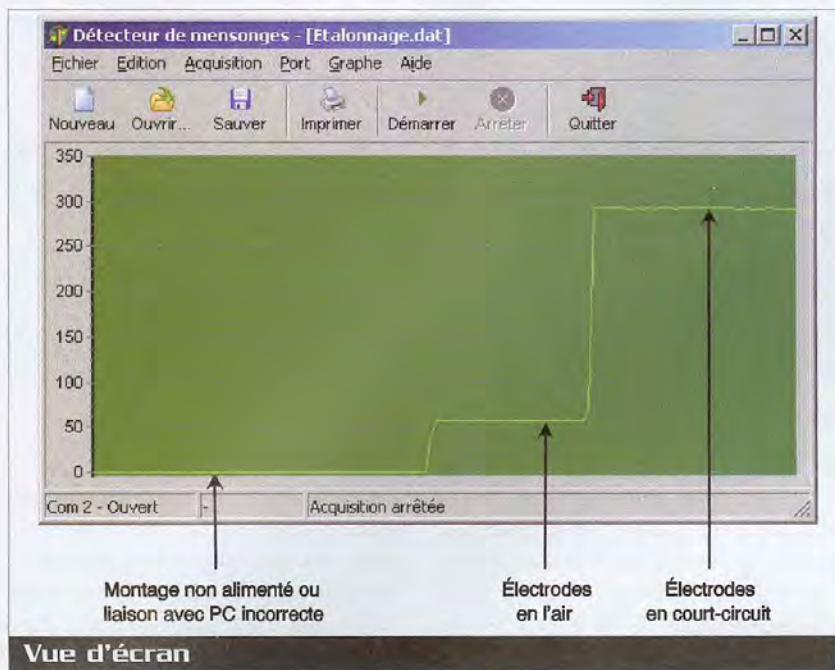 Détecteur de mensonges - [Etalonnage.dat]
Fichier Edition Acquisition Port Graphe Aide
Nouveau Ouvrir... Sauver Imprimer Démarrer Arrêter Quitter
350
300
250
200
150
100
50
0
Com 2 - Ouvert - Acquisition arrêtée
Montage non alimenté ou
liaison avec PC incorrecte
Électrodes
en l'air
Électrodes
en court-circuit
Vue d'écran